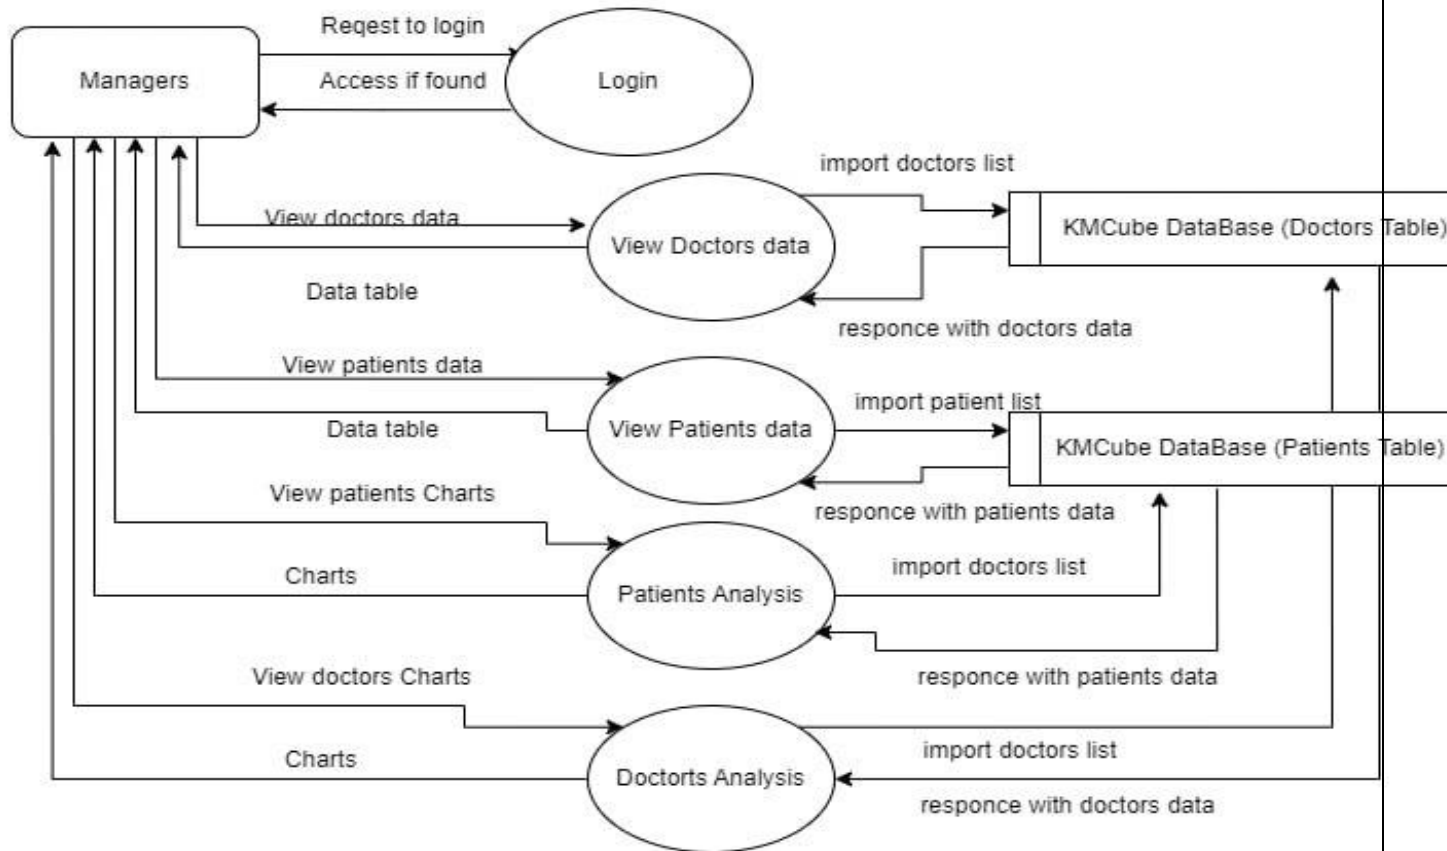 Reqest to login
Managers
Access if found
Login
import doctors list
View doctors data
View Doctors data
KMCube DataBase (Doctors Table)
Data table
responce with doctors data
View patients data
import patient list
Data table
View Patients data
KMCube DataBase (Patients Table)
View patients Charts
responce with patients data
import doctors list
Charts
Patients Analysis
View doctors Charts
responce with patients data
import doctors list
Charts
Doctorts Analysis
responce with doctors data